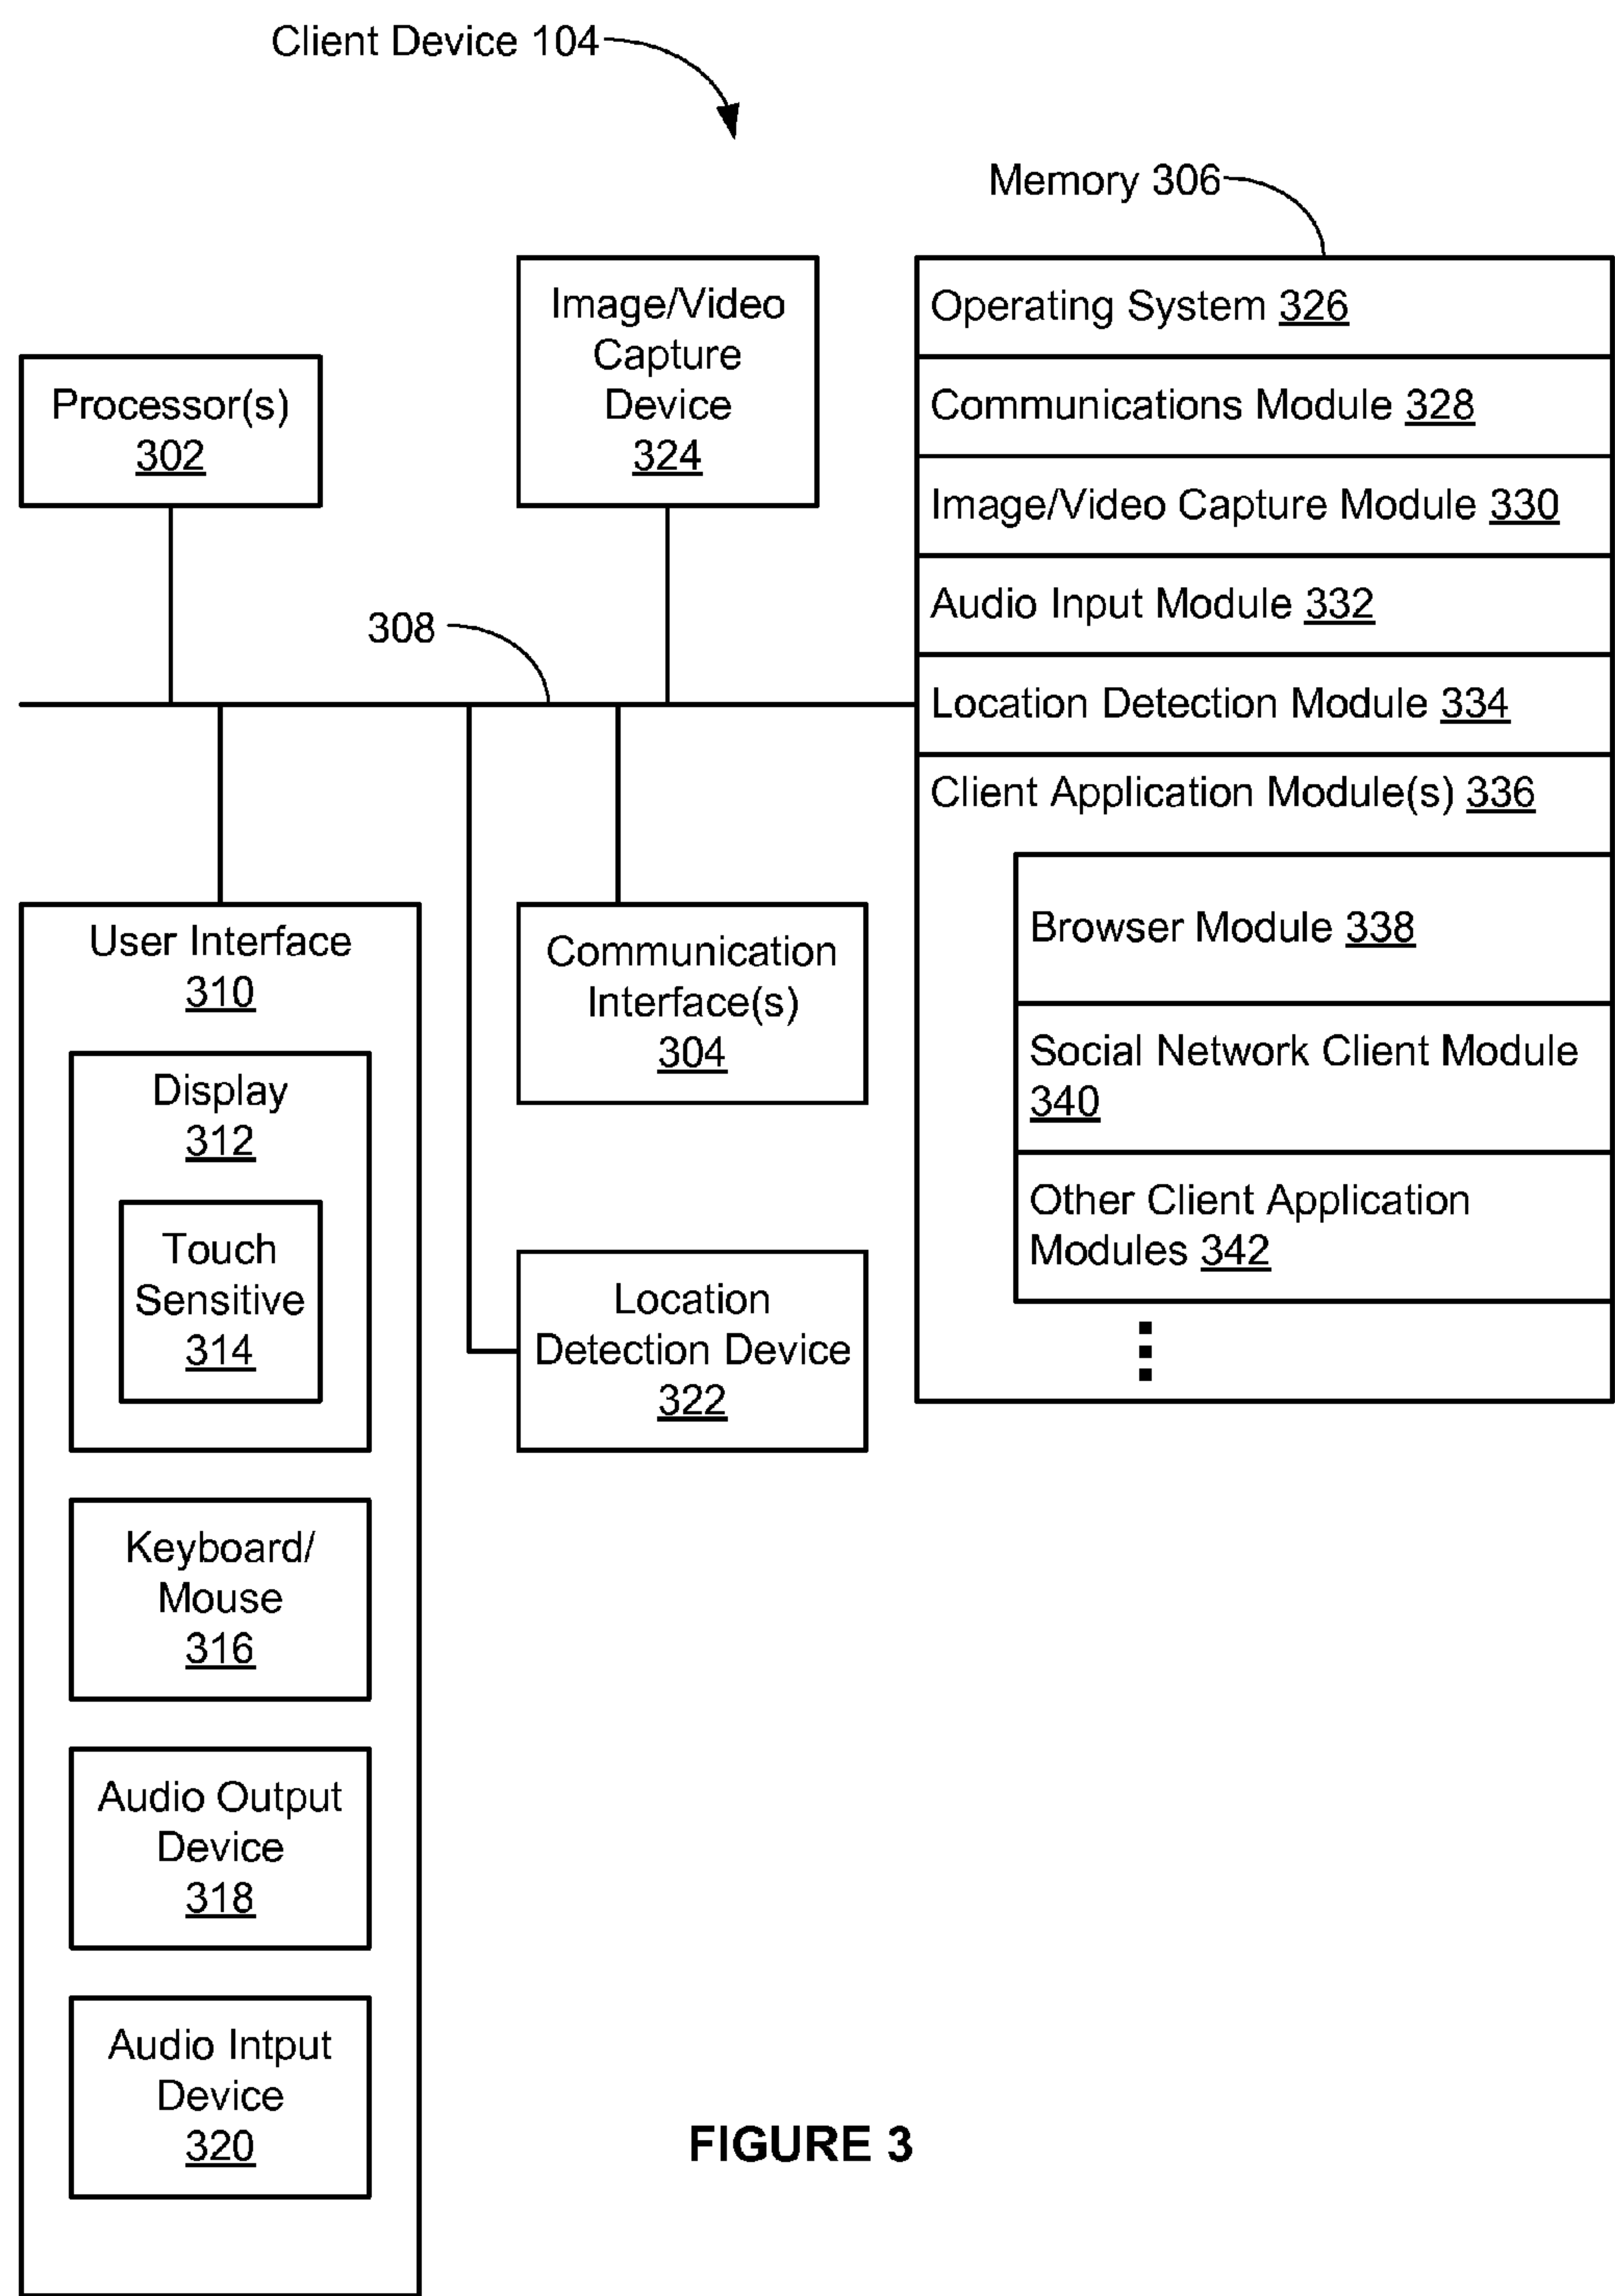 Client Device 104
Memory 306
Processor(s)
302
Image/Video
Capture
Device
324
308
Operating System 326
Communications Module 328
Image/Video Capture Module 330
Audio Input Module 332
Location Detection Module 334
Client Application Module(s) 336
Browser Module 338
Social Network Client Module
340
Other Client Application
Modules 342
User Interface
310
Display
312
Touch
Sensitive
314
Keyboard/
Mouse
316
Audio Output
Device
318
Audio Intput
Device
320
Communication
Interface(s)
304
Location
Detection Device
322
FIGURE 3